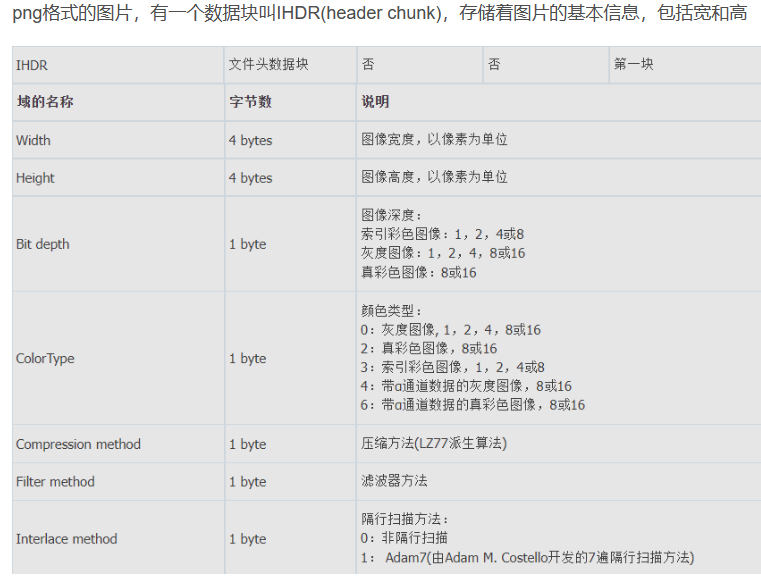 png格式的图片，有一个数据块叫IHDR(header chunk)，存储着图片的基本信息，包括宽和高
IHDR 文件头数据块 否 否 第一块
域的名称 字节数 说明
Width 4 bytes 图像宽度，以像素为单位
Height 4 bytes 图像高度，以像素为单位
Bit depth 1 byte 图像深度：
索引彩色图像：1，2，4或8
灰度图像：1，2，4，8或16
真彩色图像：8或16
ColorType 1 byte 颜色类型：
0：灰度图像, 1，2，4，8或16
2：真彩色图像，8或16
3：索引彩色图像，1，2，4或8
4：带α通道数据的灰度图像，8或16
6：带α通道数据的真彩色图像，8或16
Compression method 1 byte 压缩方法(LZ77派生算法)
Filter method 1 byte 滤波器方法
Interlace method 1 byte 隔行扫描方法：
0：非隔行扫描
1： Adam7(由Adam M. Costello开发的7遍隔行扫描方法)